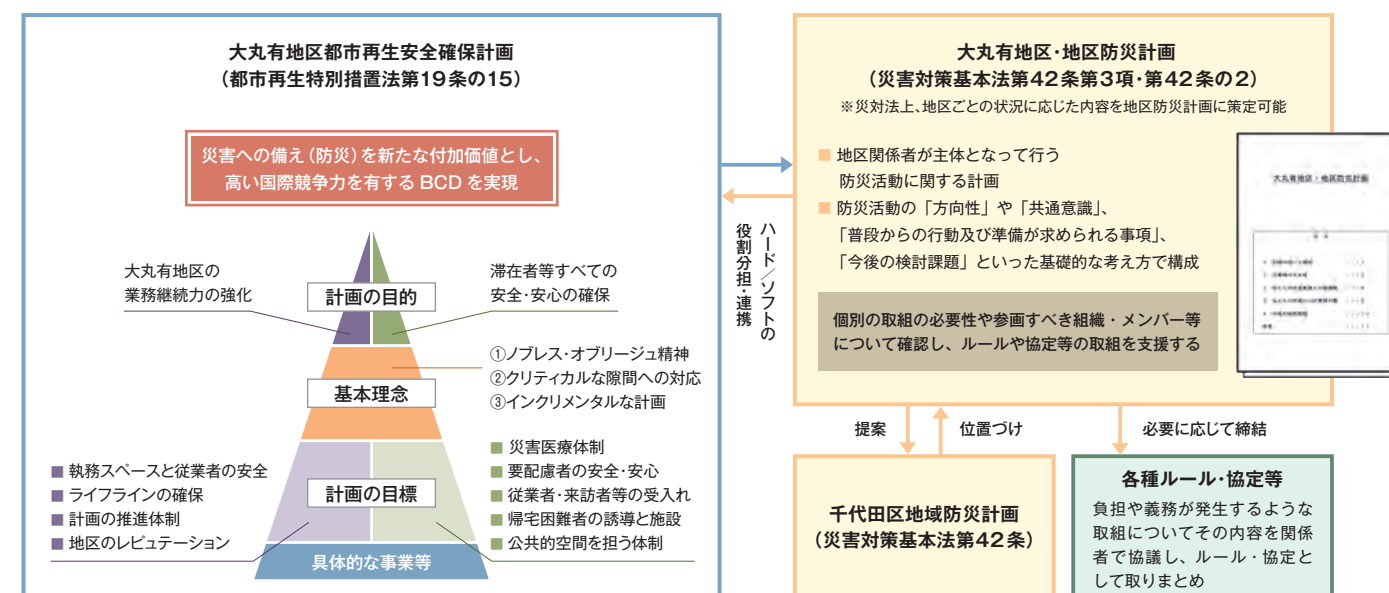 大丸有地区都市再生安全確保計画
（都市再生特別措置法第19条の15）
災害への備え（防災）を新たな付加価値とし、
高い国際競争力を有する BCD を実現
大丸有地区の
業務継続力の強化
計画の目的
滞在者等すべての
安全・安心の確保
基本理念
①ノブレス・オブリージュ精神
②クリティカルな隙間への対応
③インクリメンタルな計画
■ 執務スペースと従業者の安全
■ ライフラインの確保
■ 計画の推進体制
■ 地区のレピュテーション
計画の目標
■ 災害医療体制
■ 要配慮者の安全・安心
■ 従業者・来訪者等の受入れ
■ 帰宅困難者の誘導と施設
■ 公共的空間を担う体制
具体的な事業等
ハード／ソフトの
役割分担・連携
大丸有地区・地区防災計画
（災害対策基本法第42条第3項・第42条の2）
※災対法上、地区ごとの状況に応じた内容を地区防災計画に策定可能
■ 地区関係者が主体となって行う
防災活動に関する計画
■ 防災活動の「方向性」や「共通意識」、
「普段からの行動及び準備が求められる事項」、
「今後の検討課題」といった基礎的な考え方で構成
個別の取組の必要性や参画すべき組織・メンバー等
について確認し、ルールや協定等の取組を支援する
大丸有地区・地区防災計画
提案
位置づけ
必要に応じて締結
千代田区地域防災計画
（災害対策基本法第42条）
各種ルール・協定等
負担や義務が発生するような
取組についてその内容を関係
者で協議し、ルール・協定と
して取りまとめ